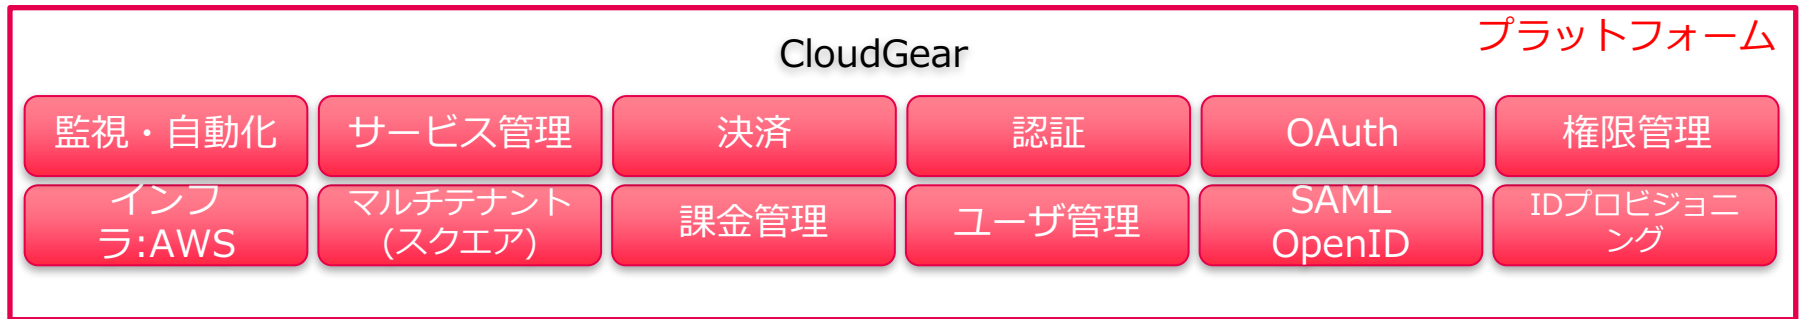 プラットフォーム
CloudGear
監視・自動化
サービス管理
決済
認証
OAuth
権限管理
インフ
ラ:AWS
マルチテナント
(スクエア)
課金管理
ユーザ管理
SAML
OpenID
IDプロビジョニ
ング